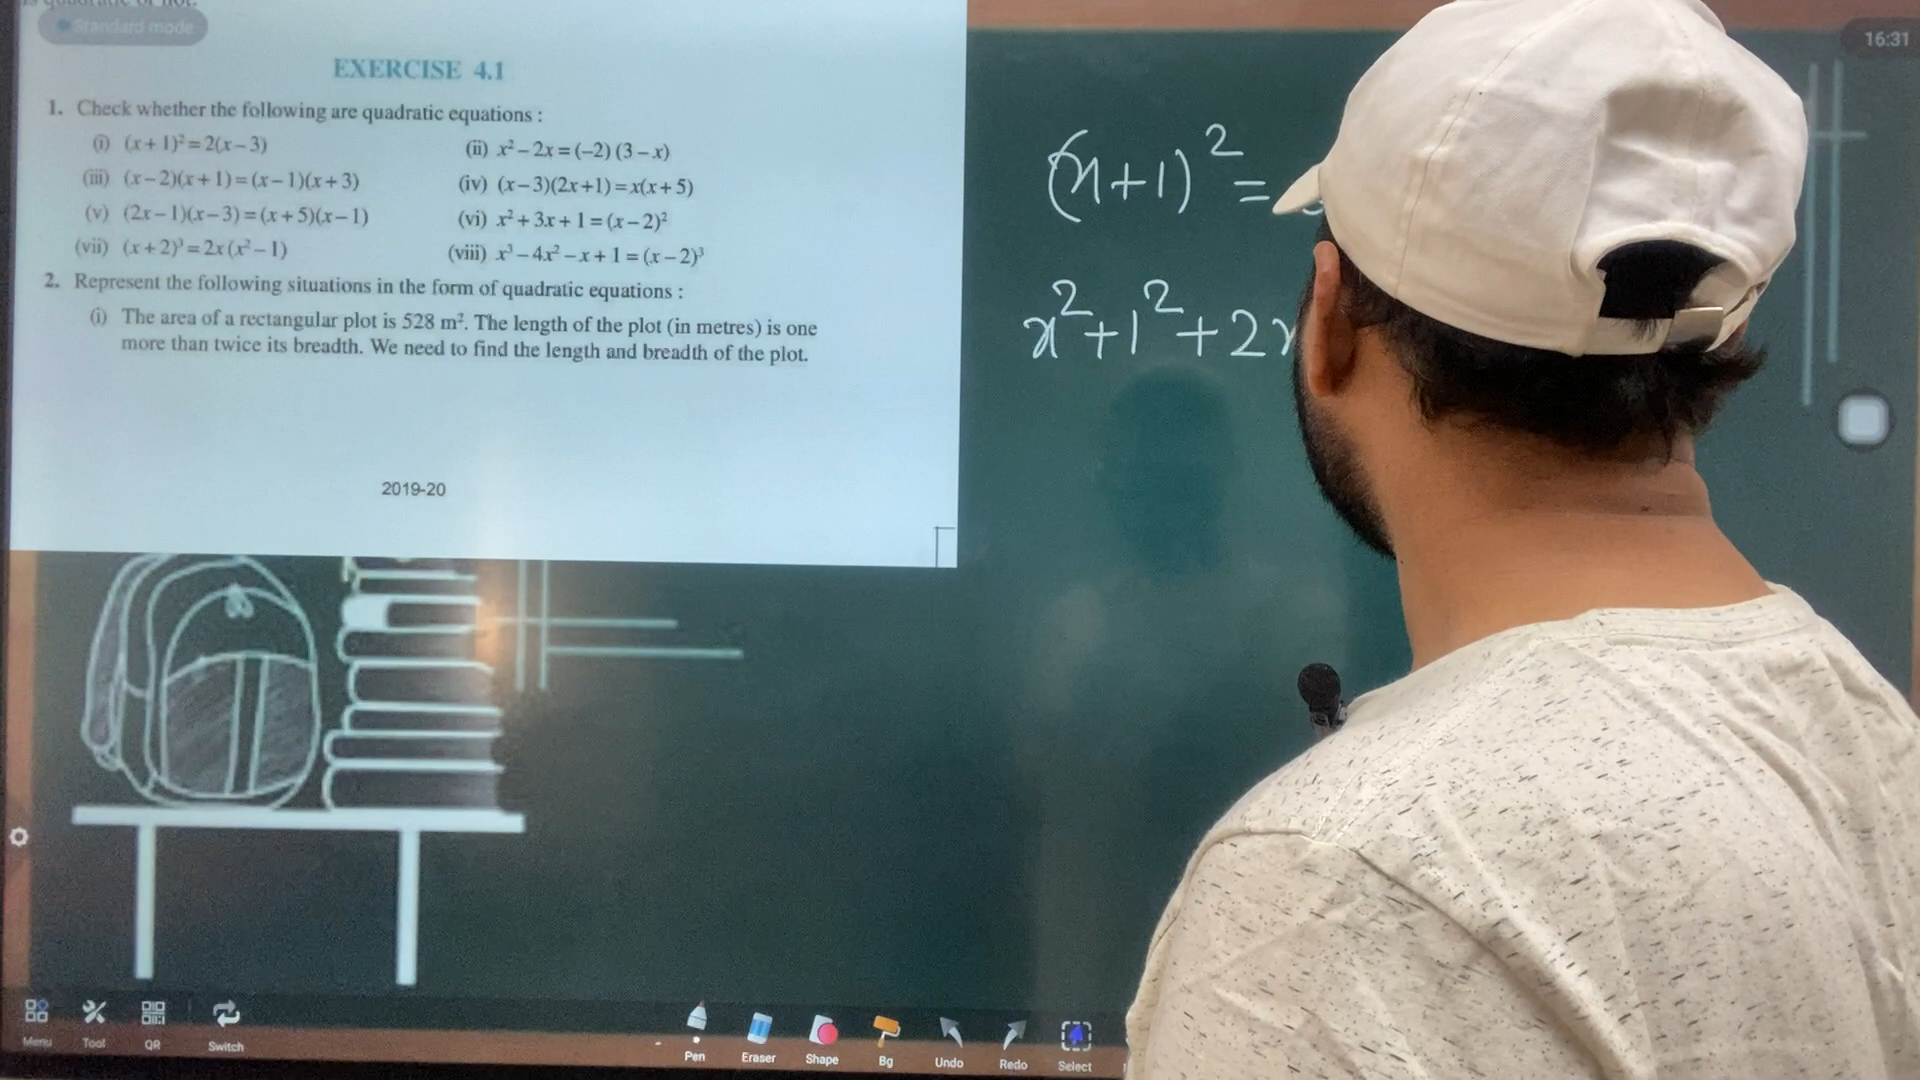 Standard mode
16:31
EXERCISE 4.1
1. Check whether the following are quadratic equations :
(i) (x + 1)² = 2(x – 3) (ii) x² – 2x = (–2) (3 – x)
(iii) (x – 2)(x + 1) = (x – 1)(x + 3) (iv) (x – 3)(2x + 1) = x(x + 5)
(v) (2x – 1)(x – 3) = (x + 5)(x – 1) (vi) x² + 3x + 1 = (x – 2)²
(vii) (x + 2)³ = 2x (x² – 1) (viii) x³ – 4x² – x + 1 = (x – 2)³
2. Represent the following situations in the form of quadratic equations :
(i) The area of a rectangular plot is 528 m². The length of the plot (in metres) is one
more than twice its breadth. We need to find the length and breadth of the plot.
2019-20
(x+1)² =
x²+1²+2x
Menu Tool QR Switch Pen Eraser Shape Bg Undo Redo Select